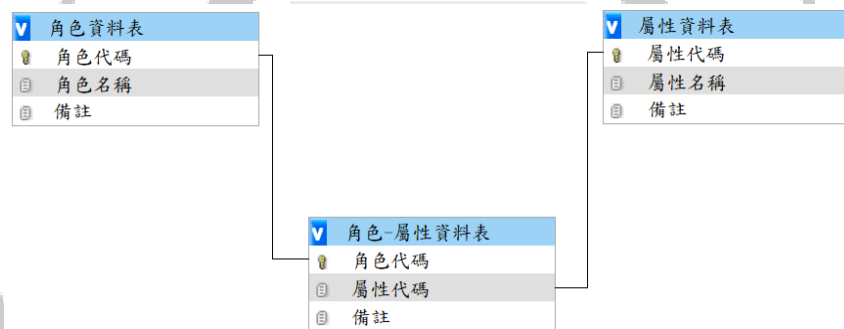 角色資料表
角色代碼
角色名稱
備註
屬性資料表
屬性代碼
屬性名稱
備註
角色-屬性資料表
角色代碼
屬性代碼
備註